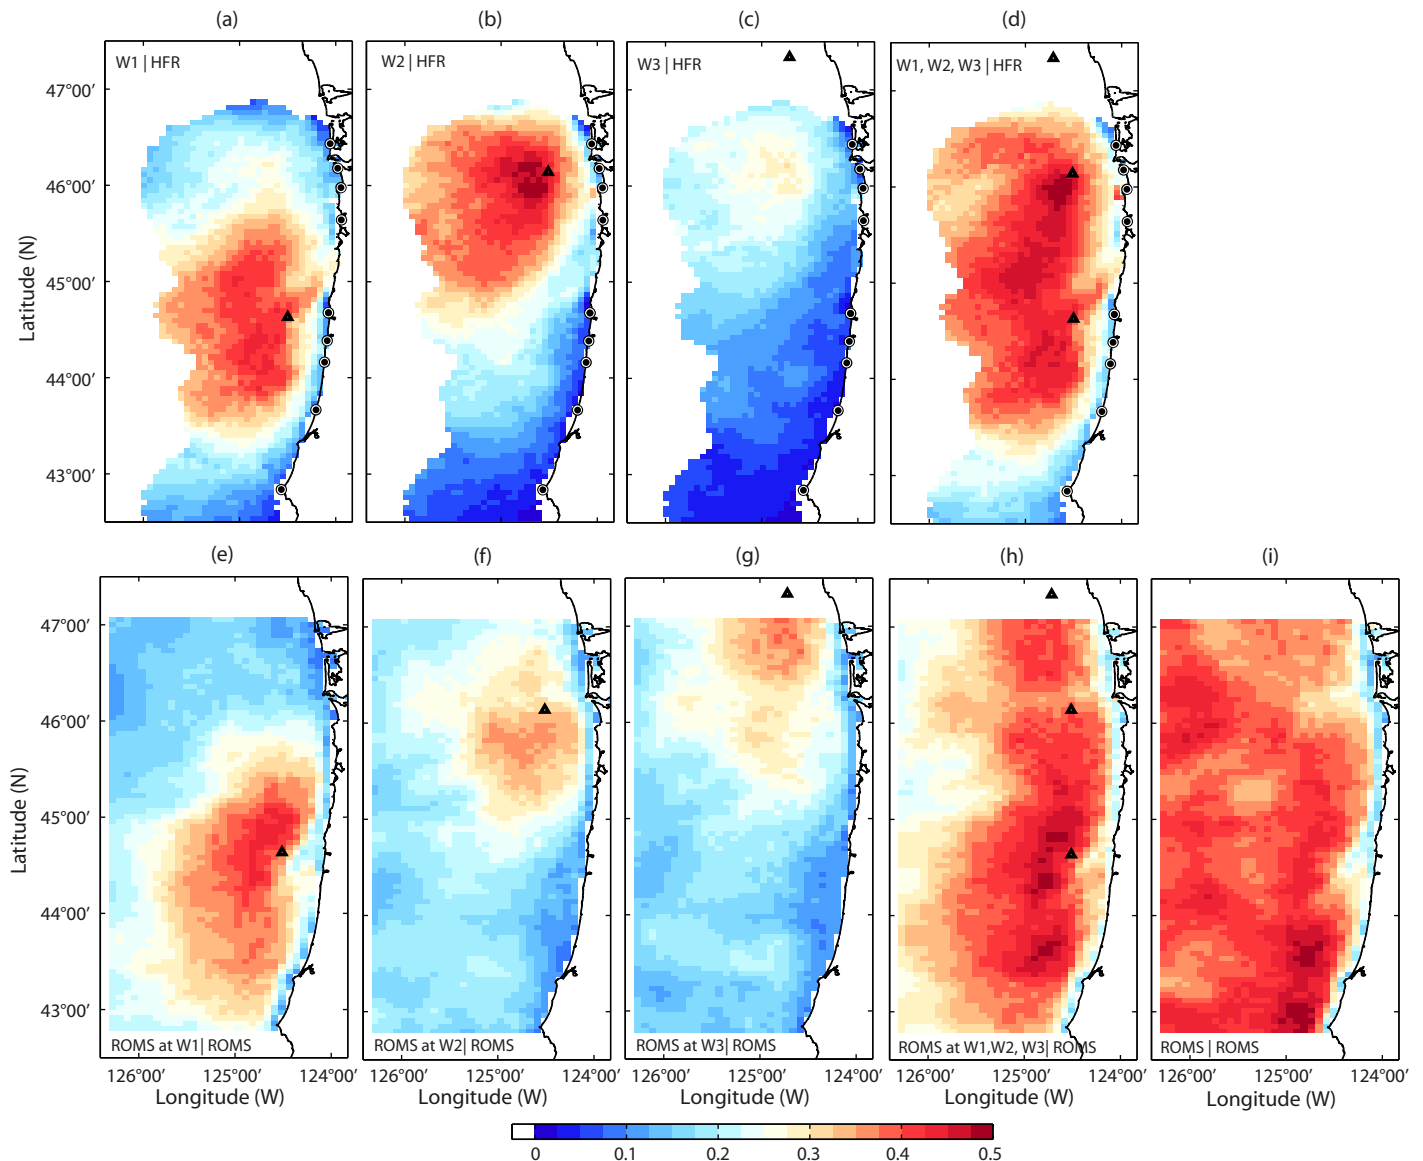 (a)
(b)
(c)
(d)
W1 | HFR
W2 | HFR
W3 | HFR
W1, W2, W3 | HFR
47°00′
46°00′
45°00′
44°00′
43°00′
Latitude (N)
(e)
(f)
(g)
(h)
(i)
47°00′
46°00′
45°00′
44°00′
43°00′
Latitude (N)
ROMS at W1| ROMS
ROMS at W2| ROMS
ROMS at W3| ROMS
ROMS at W1,W2, W3| ROMS
ROMS | ROMS
126°00′ 125°00′ 124°00′
126°00′ 125°00′ 124°00′
126°00′ 125°00′ 124°00′
126°00′ 125°00′ 124°00′
126°00′ 125°00′ 124°00′
Longitude (W)
Longitude (W)
Longitude (W)
Longitude (W)
Longitude (W)
0 0.1 0.2 0.3 0.4 0.5